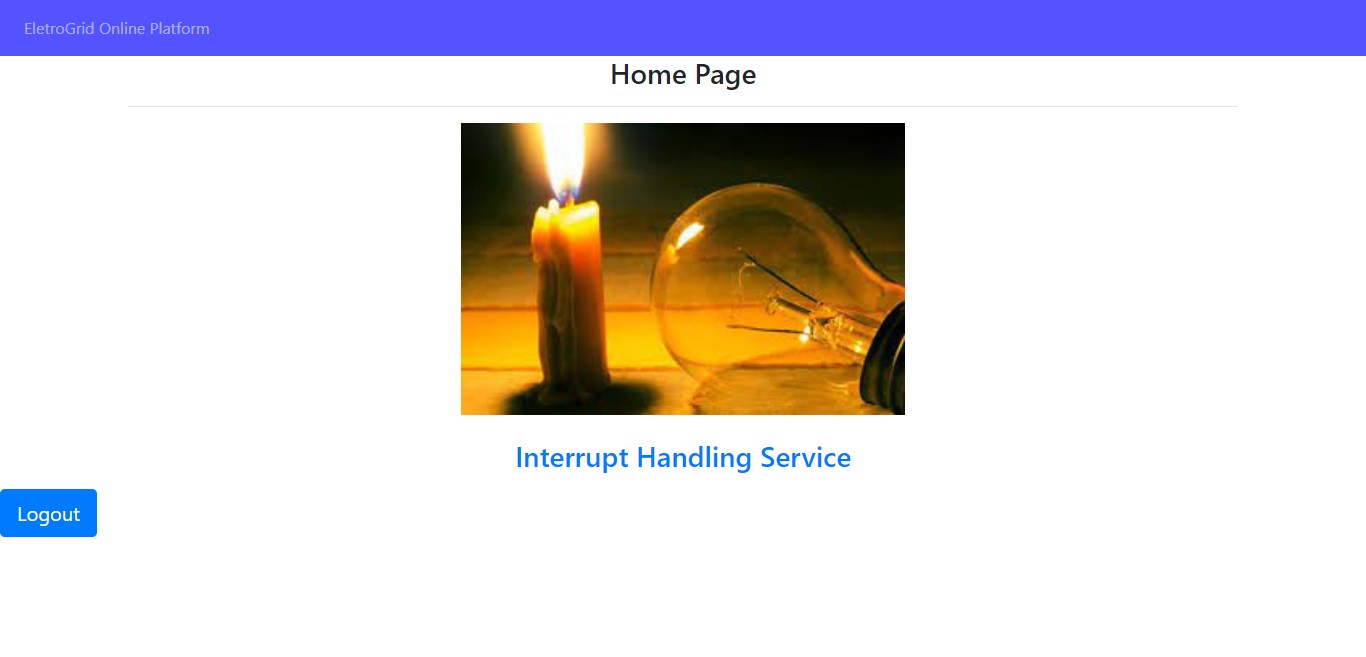 EletroGrid Online Platform
Home Page
Interrupt Handling Service
Logout